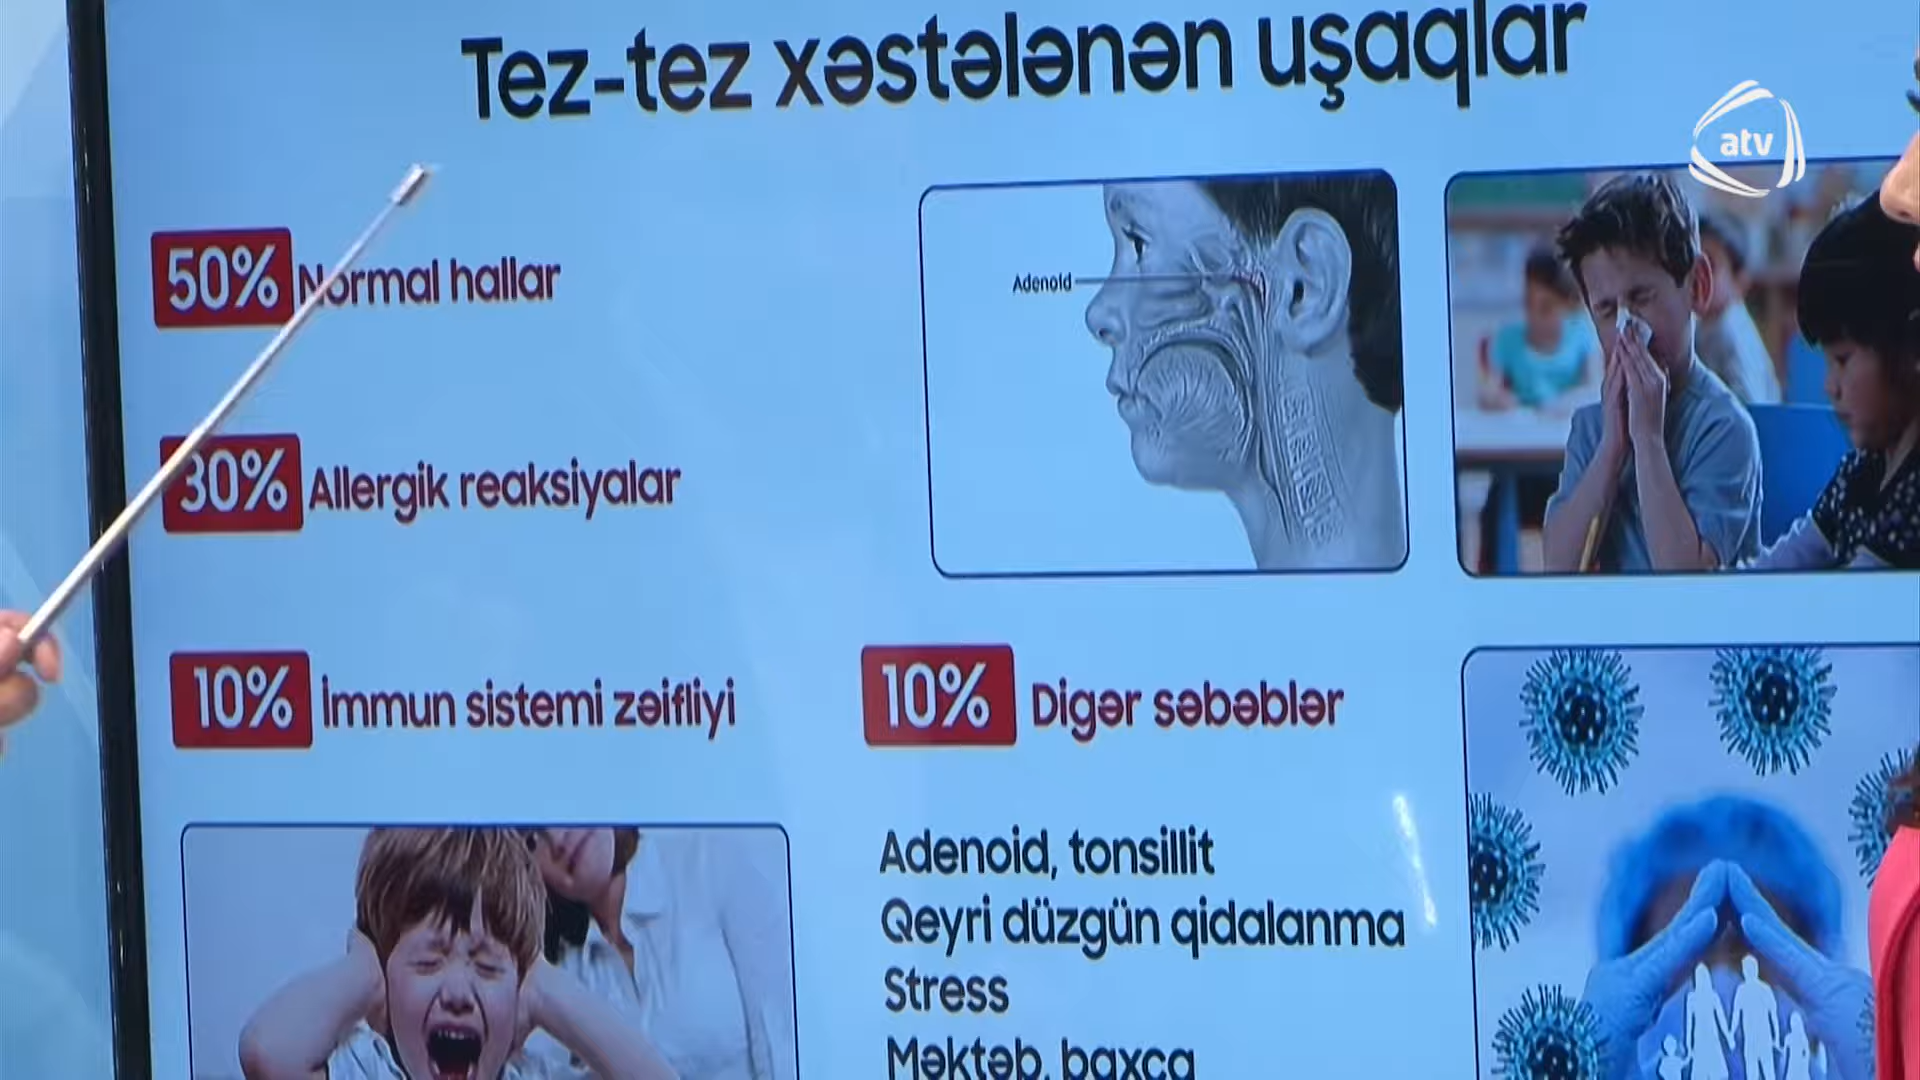 Tez-tez xəstələnən uşaqlar
atv
50% Normal hallar
Adenoid
30% Allergik reaksiyalar
10% İmmun sistemi zəifliyi
10% Digər səbəblər
Adenoid, tonsillit
Qeyri düzgün qidalanma
Stress
Məktəb, baxça